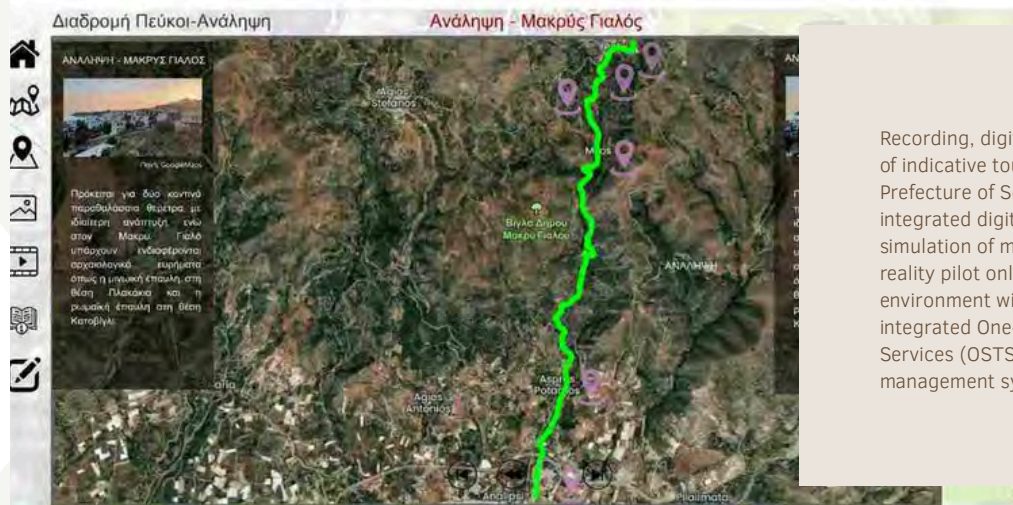 Διαδρομή Πεύκοι-Ανάληψη
Ανάληψη - Μακρύς Γιαλός
ΑΝΑΛΗΨΗ - ΜΑΚΡΥΣ ΓΙΑΛΟΣ
Πηγή: GoogleMaps
Πρόκειται για δύο κοντινά
παραθαλάσσια θέρετρα με
ιδιαίτερη ανάπτυξη, ενώ
στον Μακρύ Γιαλό
υπάρχουν ενδιαφέροντα
αρχαιολογικά ευρήματα
όπως η μινωική έπαυλη στη
θέση Πλακάκια και η
ρωμαϊκή έπαυλη στη θέση
Κατοβίγλι.
Agios
Stefanos
Βίγλα Δήμου
Μακρύ Γιαλού
ΑΝΑΛΗΨΗ
Aspros
Potamos
Agios
Antonios
Analipsi
Pilalimata
ΑΝ
Recording, digi
of indicative tou
Prefecture of S
integrated digit
simulation of m
reality pilot onl
environment wi
integrated One
Services (OSTS
management sy